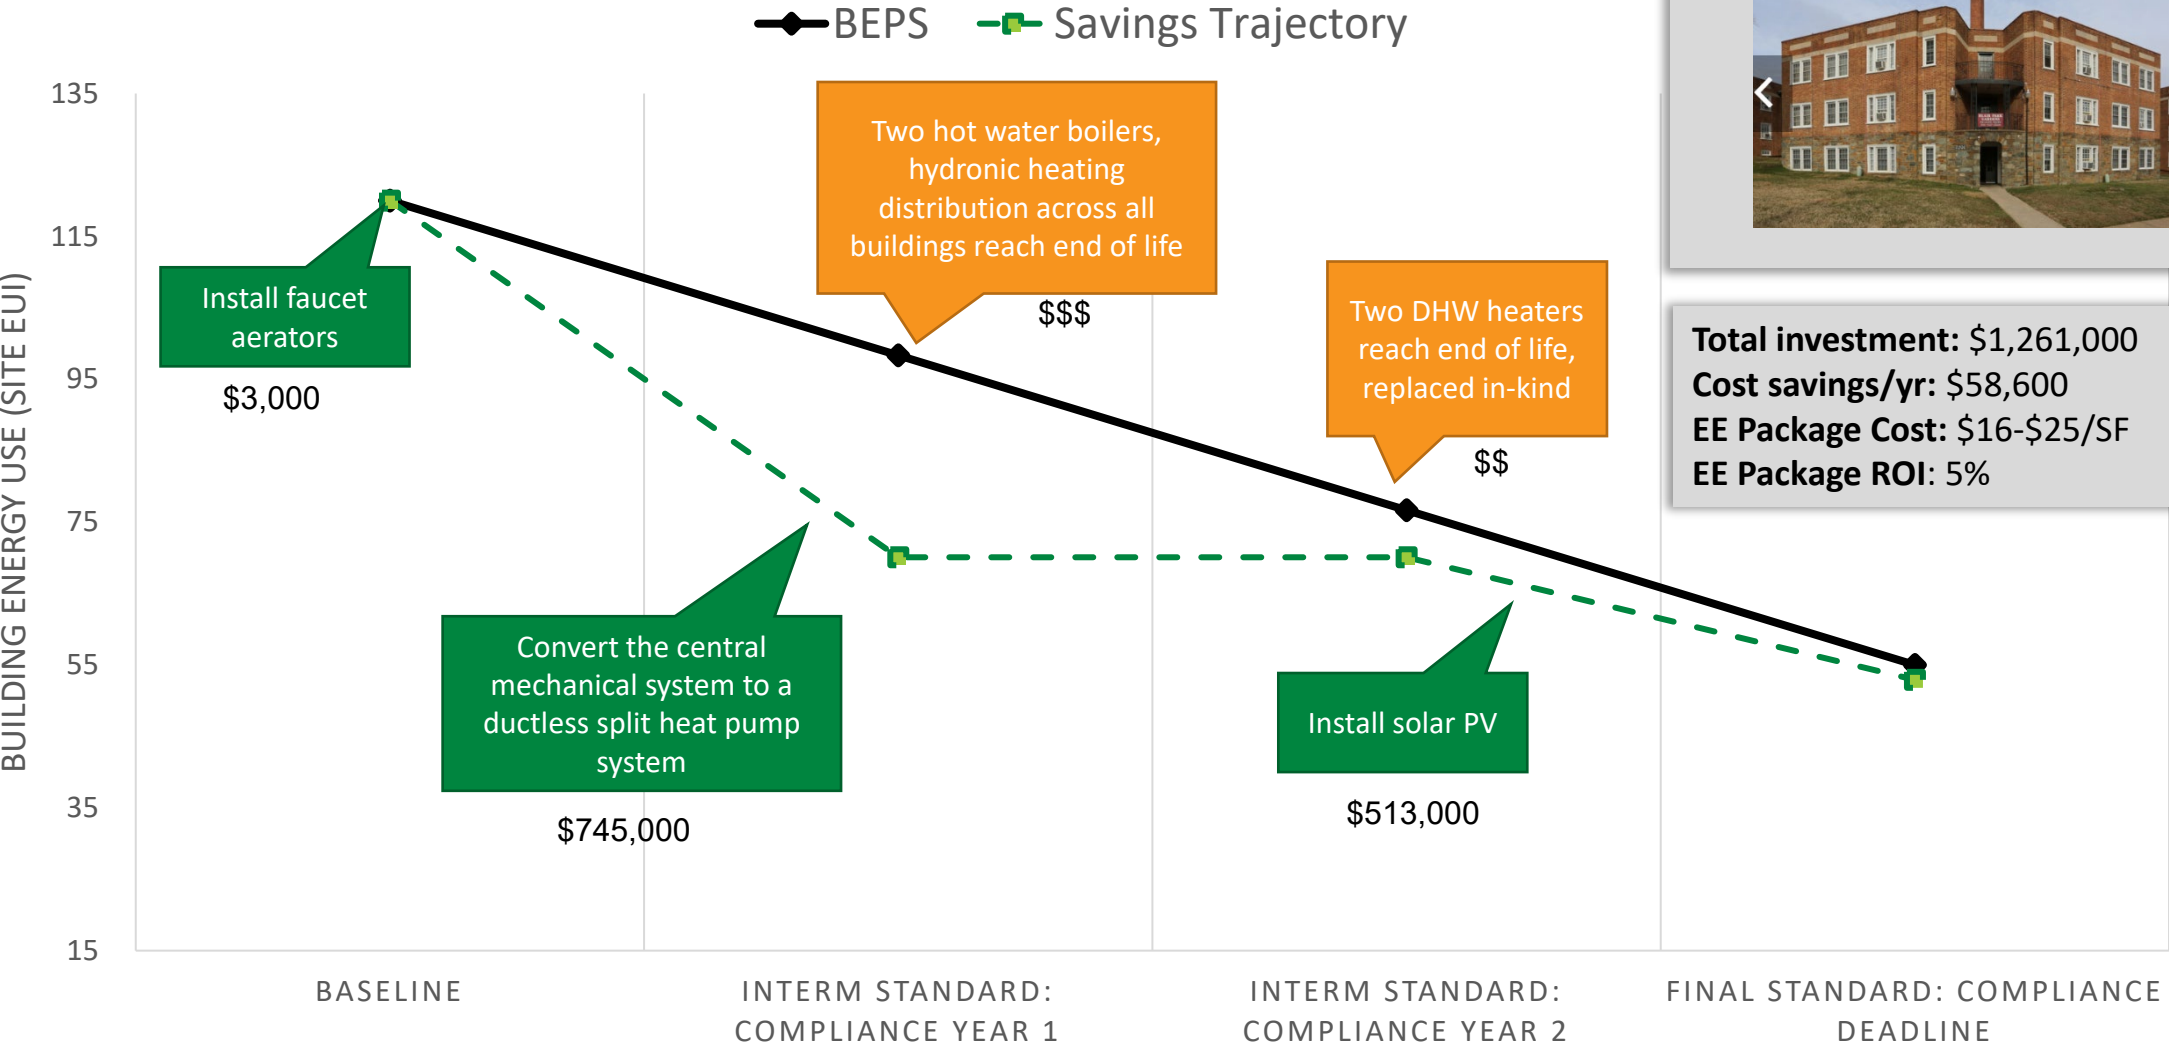 BEPS
Savings Trajectory
BUILDING ENERGY USE (SITE EUI)
135
115
95
75
55
35
15
Install faucet
aerators
$3,000
Convert the central
mechanical system to a
ductless split heat pump
system
$745,000
Two hot water boilers,
hydronic heating
distribution across all
buildings reach end of life
$$$
Two DHW heaters
reach end of life,
replaced in-kind
$$
Install solar PV
$513,000
Total investment: $1,261,000
Cost savings/yr: $58,600
EE Package Cost: $16-$25/SF
EE Package ROI: 5%
BASELINE
INTERM STANDARD:
COMPLIANCE YEAR 1
INTERM STANDARD:
COMPLIANCE YEAR 2
FINAL STANDARD: COMPLIANCE
DEADLINE